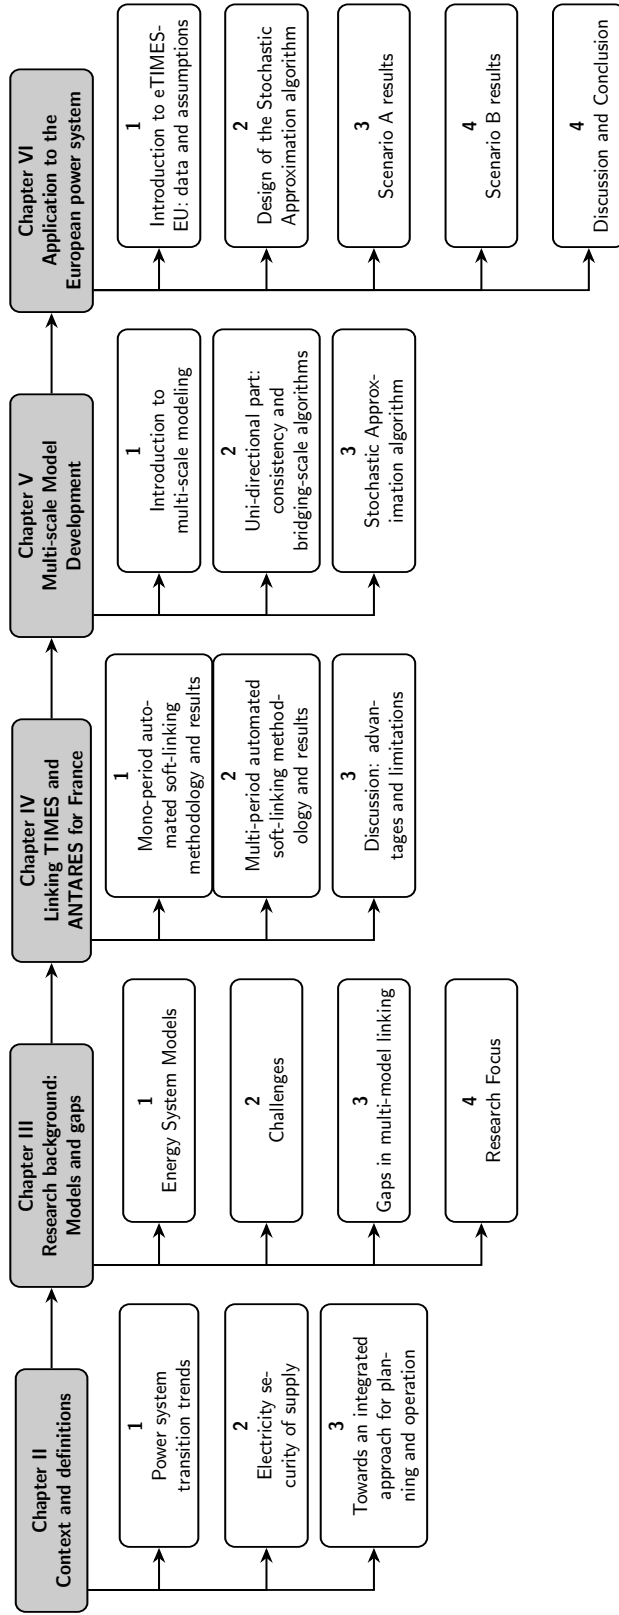 Chapter II
Context and definitions
1
Power system
transition trends
2
Electricity se-
curity of supply
3
Towards an integrated
approach for plan-
ning and operation
Chapter III
Research background:
Models and gaps
1
Energy System Models
2
Challenges
3
Gaps in multi-model linking
4
Research Focus
Chapter IV
Linking TIMES and
ANTARES for France
1
Mono-period auto-
mated soft-linking
methodology and results
2
Multi-period automated
soft-linking method-
ology and results
3
Discussion: advan-
tages and limitations
Chapter V
Multi-scale Model
Development
1
Introduction to
multi-scale modeling
2
Uni-directional part:
consistency and
bridging-scale algorithms
3
Stochastic Approx-
imation algorithm
Chapter VI
Application to the
European power system
1
Introduction to eTIMES-
EU: data and assumptions
2
Design of the Stochastic
Approximation algorithm
3
Scenario A results
4
Scenario B results
4
Discussion and Conclusion